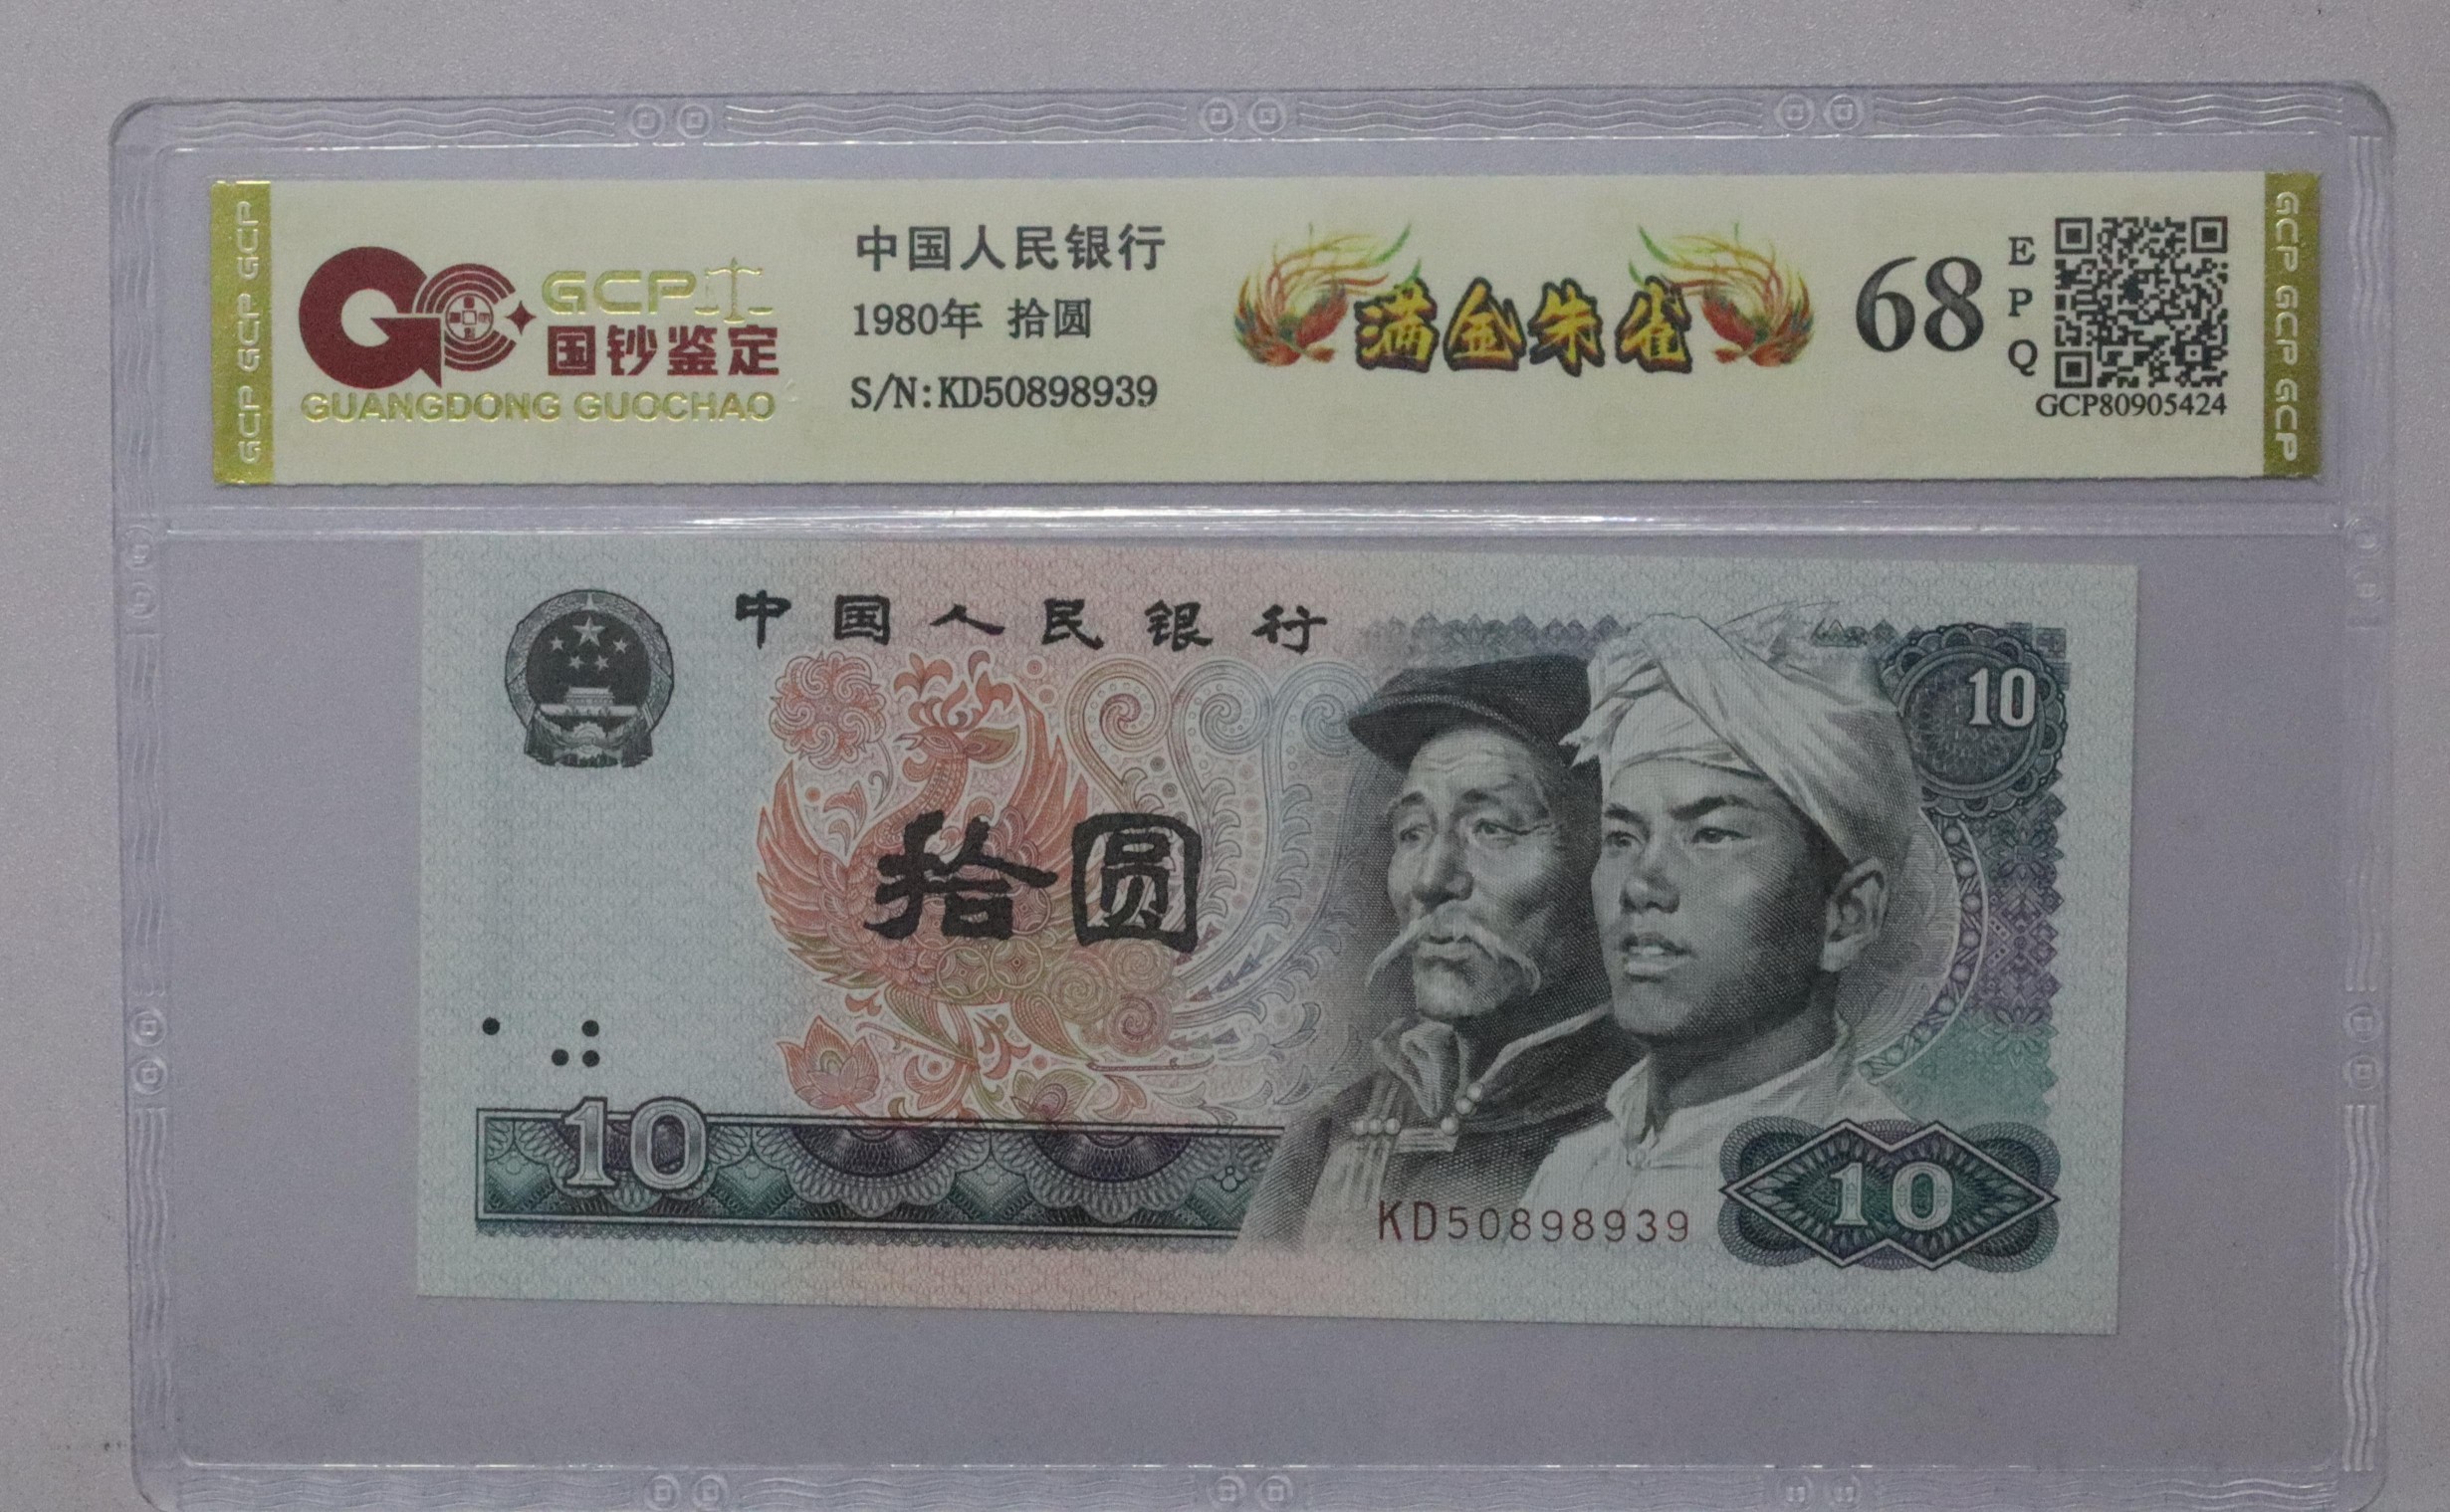 GCP GCP GCP
GCP
国钞鉴定
GUANGDONG GUOCHAO
中国人民银行
1980年 拾圆
S/N:KD50898939
满金朱雀
68
E
P
Q
GCP80905424
GCP GCP GCP
中国人民银行
10
拾圆
10
KD50898939
10